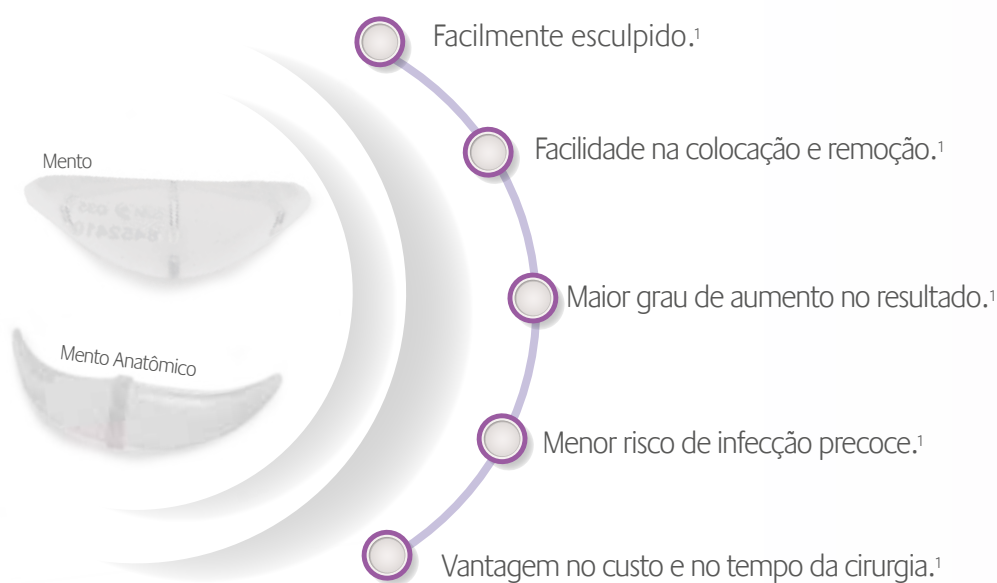 Facilmente esculpido.¹
Facilidade na colocação e remoção.¹
Mento
Maior grau de aumento no resultado.¹
Mento Anatômico
Menor risco de infecção precoce.¹
Vantagem no custo e no tempo da cirurgia.¹